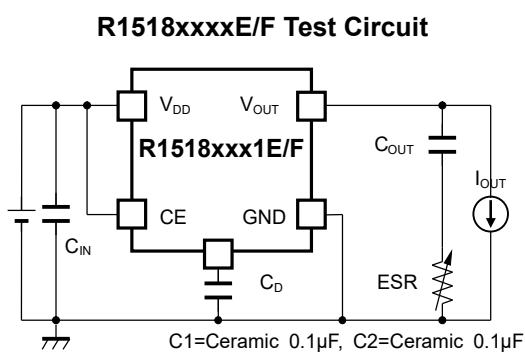 R1518xxxxE/F Test Circuit
VDD
VOUT
R1518xxx1E/F
COUT
IOUT
CE
GND
CIN
CD
ESR
C1=Ceramic 0.1μF, C2=Ceramic 0.1μF